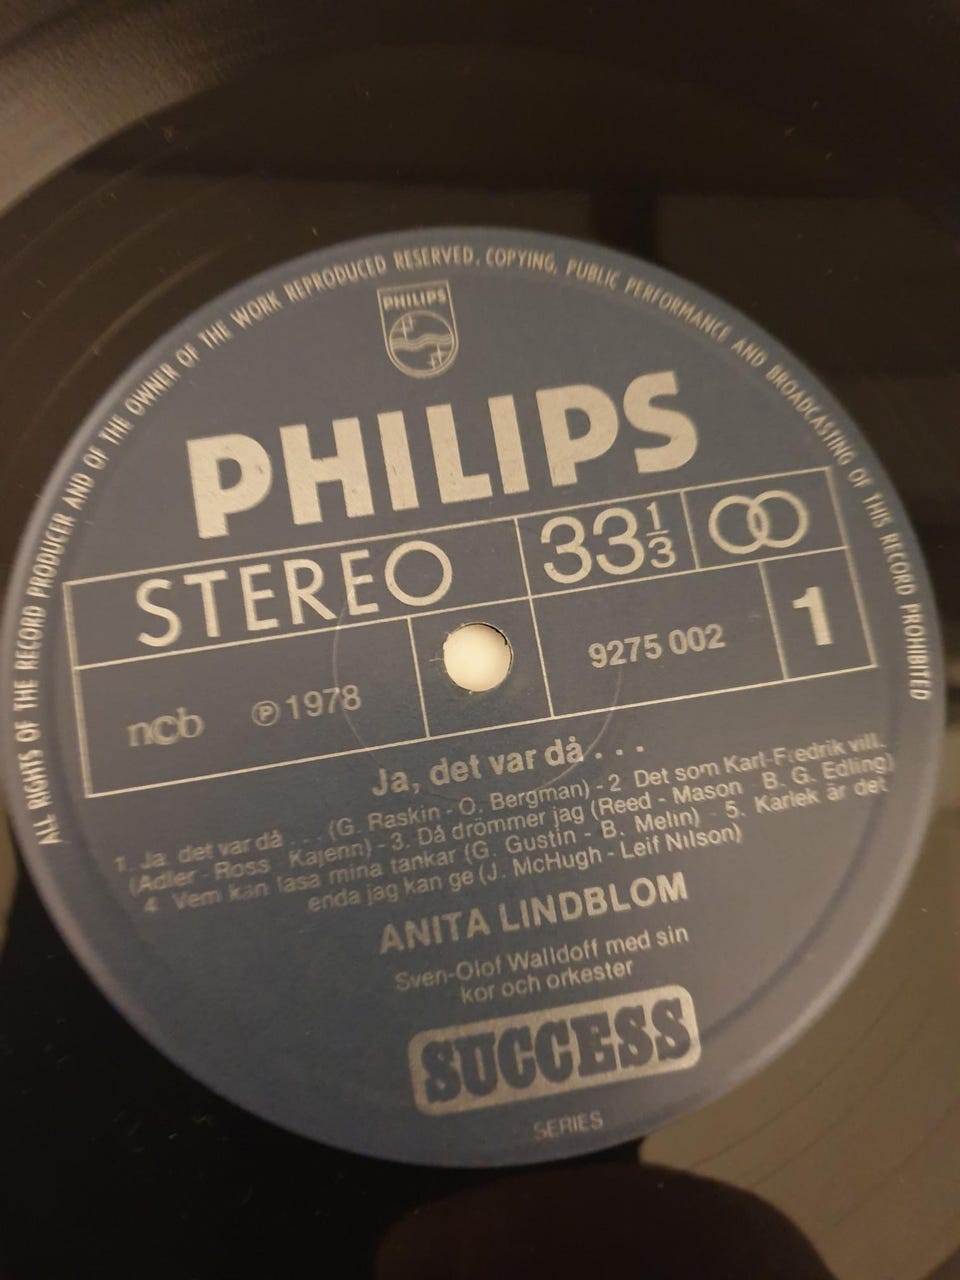 ALL RIGHTS OF THE RECORD PRODUCER AND OF THE OWNER OF THE WORK REPRODUCED RESERVED. COPYING, PUBLIC PERFORMANCE AND BROADCASTING OF THIS RECORD PROHIBITED
PHILIPS
PHILIPS
STEREO 33 1/3
ncb ℗ 1978 9275 002 1
Ja, det var då . . .
1. Ja det var då . . . (G. Raskin - O. Bergman) - 2 Det som Karl-Fredrik vill.
(Adler - Ross Kajenn) - 3. Då drömmer jag (Reed - Mason B. G. Edling)
4 Vem kan lasa mina tankar (G. Gustin - B. Melin) 5. Karlek är det
enda jag kan ge (J. McHugh - Leif Nilson)
ANITA LINDBLOM
Sven-Olof Walldoff med sin
kor och orkester
SUCCESS
SERIES